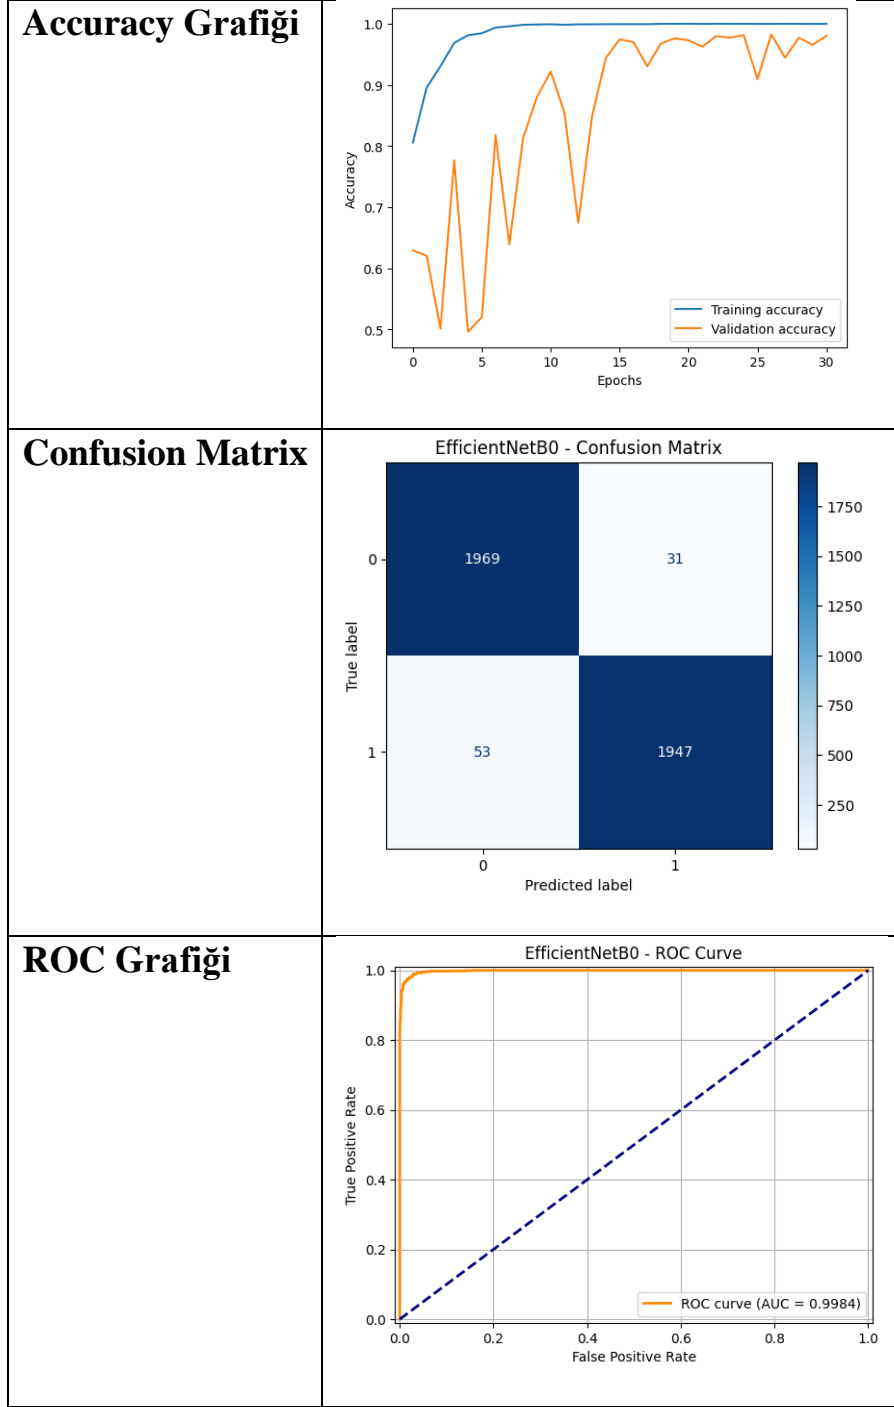 Accuracy Grafiği
1.0
0.9
0.8
0.7
0.6
0.5
Accuracy
0 5 10 15 20 25 30
Epochs
Training accuracy
Validation accuracy
Confusion Matrix
EfficientNetB0 - Confusion Matrix
0
1
True label
1969 31
53 1947
0 1
Predicted label
1750
1500
1250
1000
750
500
250
ROC Grafiği
EfficientNetB0 - ROC Curve
1.0
0.8
0.6
0.4
0.2
0.0
True Positive Rate
0.0 0.2 0.4 0.6 0.8 1.0
False Positive Rate
ROC curve (AUC = 0.9984)